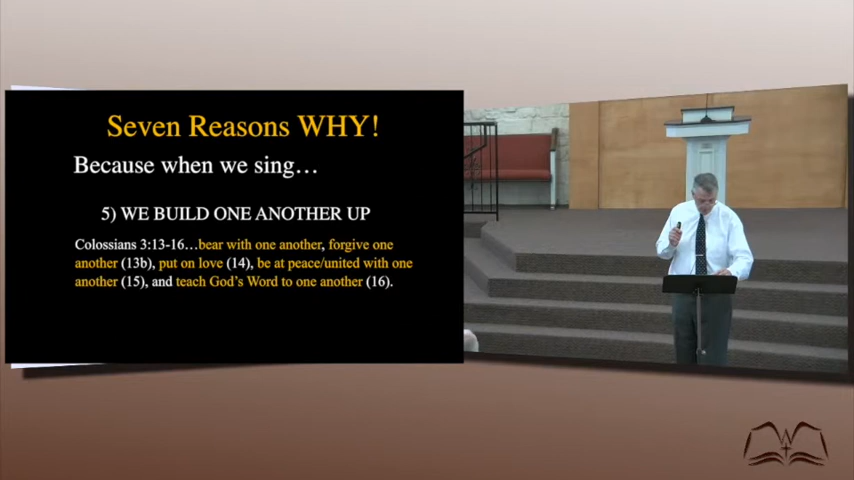 Seven Reasons WHY!
Because when we sing…
5) WE BUILD ONE ANOTHER UP
Colossians 3:13-16…bear with one another, forgive one
another (13b), put on love (14), be at peace/united with one
another (15), and teach God's Word to one another (16).